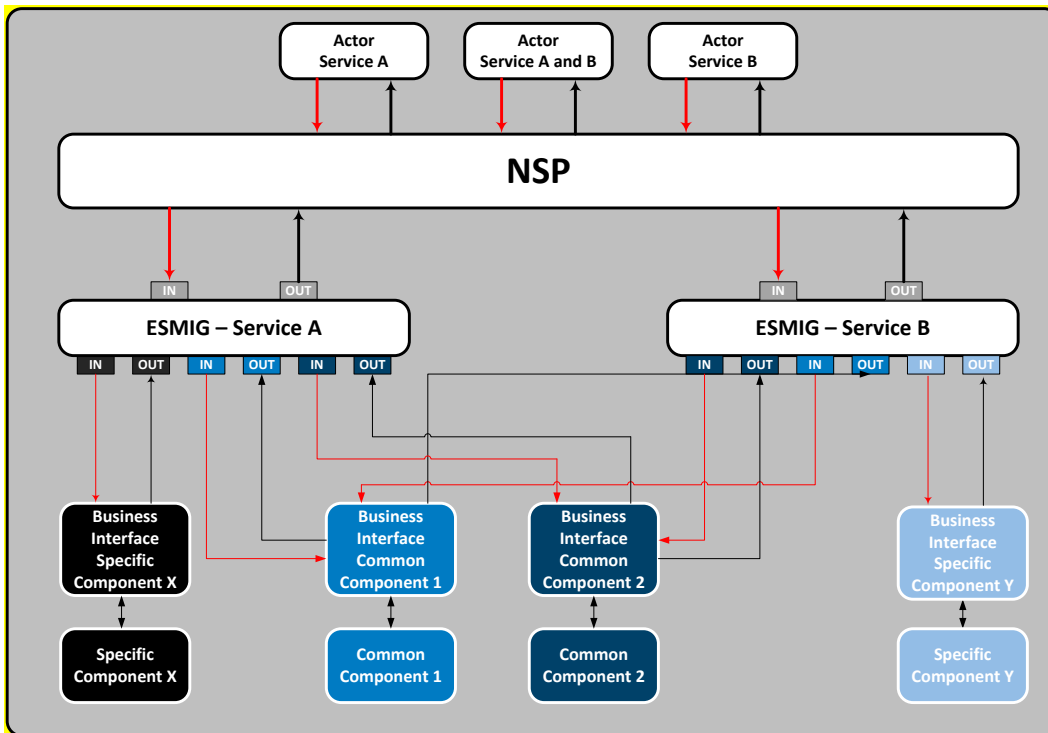 Actor
Service A
Actor
Service A and B
Actor
Service B
NSP
IN
OUT
IN
OUT
ESMIG – Service A
ESMIG – Service B
IN
OUT
IN
OUT
IN
OUT
IN
OUT
IN
OUT
IN
OUT
Business
Interface
Specific
Component X
Business
Interface
Common
Component 1
Business
Interface
Common
Component 2
Business
Interface
Specific
Component Y
Specific
Component X
Common
Component 1
Common
Component 2
Specific
Component Y